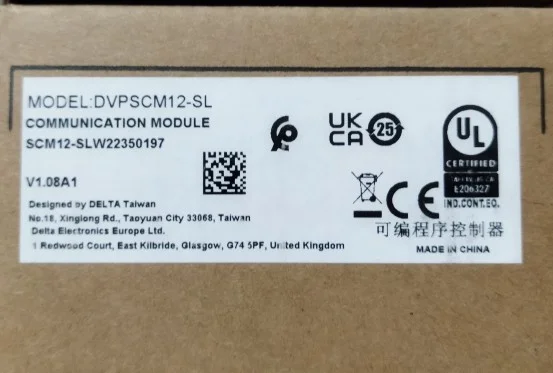 MODEL:DVPSCM12-SL
COMMUNICATION MODULE
SCM12-SLW22350197
V1.08A1
Designed by DELTA Taiwan
No.18, Xinglong Rd., Taoyuan City 33068, Taiwan
Delta Electronics Europe Ltd.
1 Redwood Court, East Kilbride, Glasgow, G74 5PF, United Kingdom
UK
CA
25
UL
CERTIFIED
E206327
IND.CONT.EQ.
CE
可编程序控制器
MADE IN CHINA